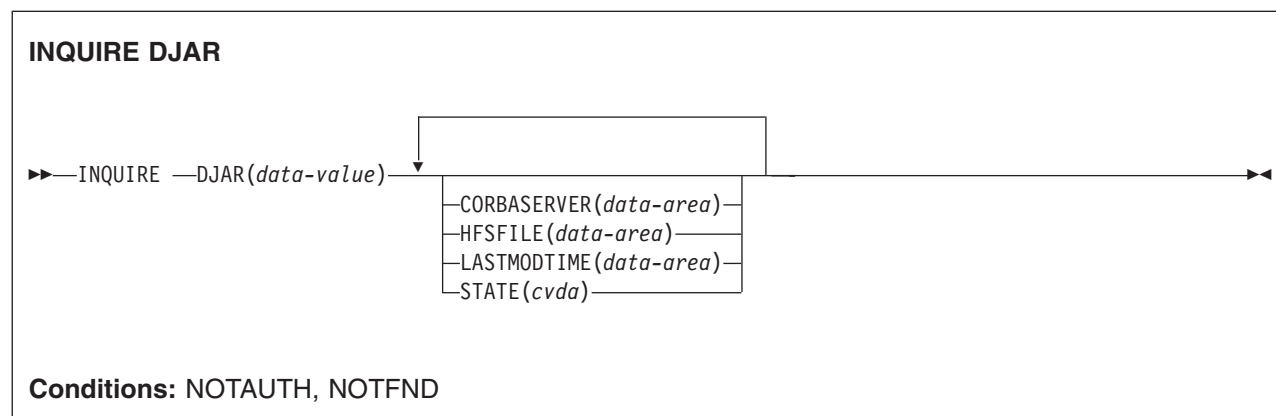 INQUIRE DJAR
INQUIRE DJAR(data-value)
CORBASERVER(data-area)
HFSFILE(data-area)
LASTMODTIME(data-area)
STATE(cvda)
Conditions: NOTAUTH, NOTFND